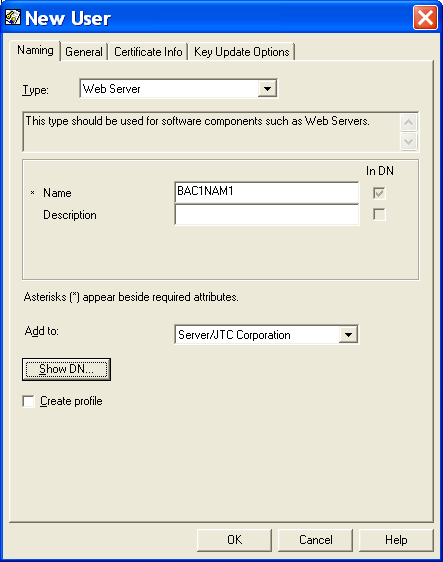 New User
Naming General Certificate Info Key Update Options
Type: Web Server
This type should be used for software components such as Web Servers.
In DN
* Name BAC1NAM1
Description
Asterisks (*) appear beside required attributes.
Add to: Server/JTC Corporation
Show DN...
Create profile
OK Cancel Help